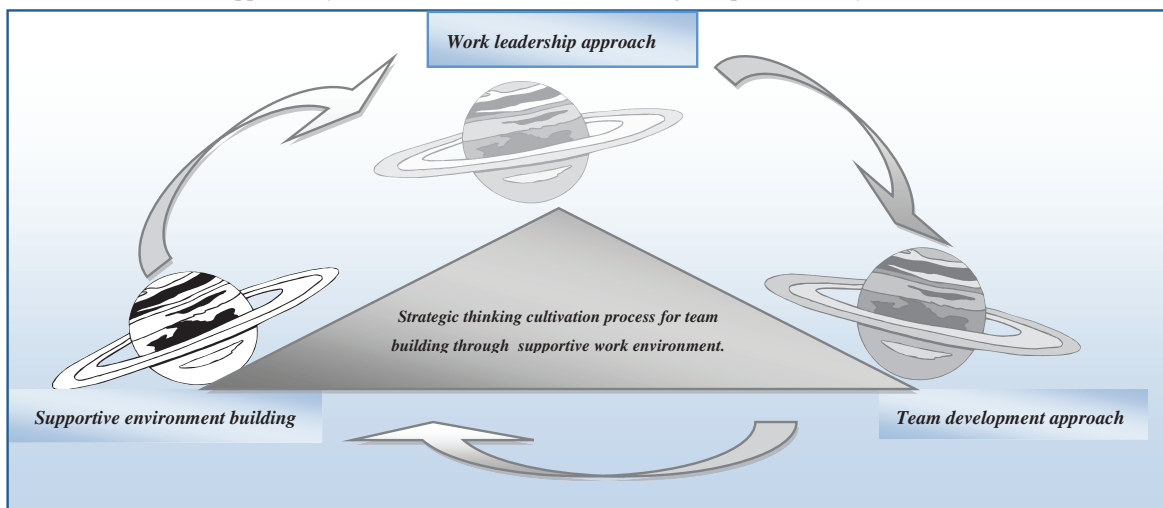 Work leadership approach
Strategic thinking cultivation process for team
building through supportive work environment.
Supportive environment building
Team development approach